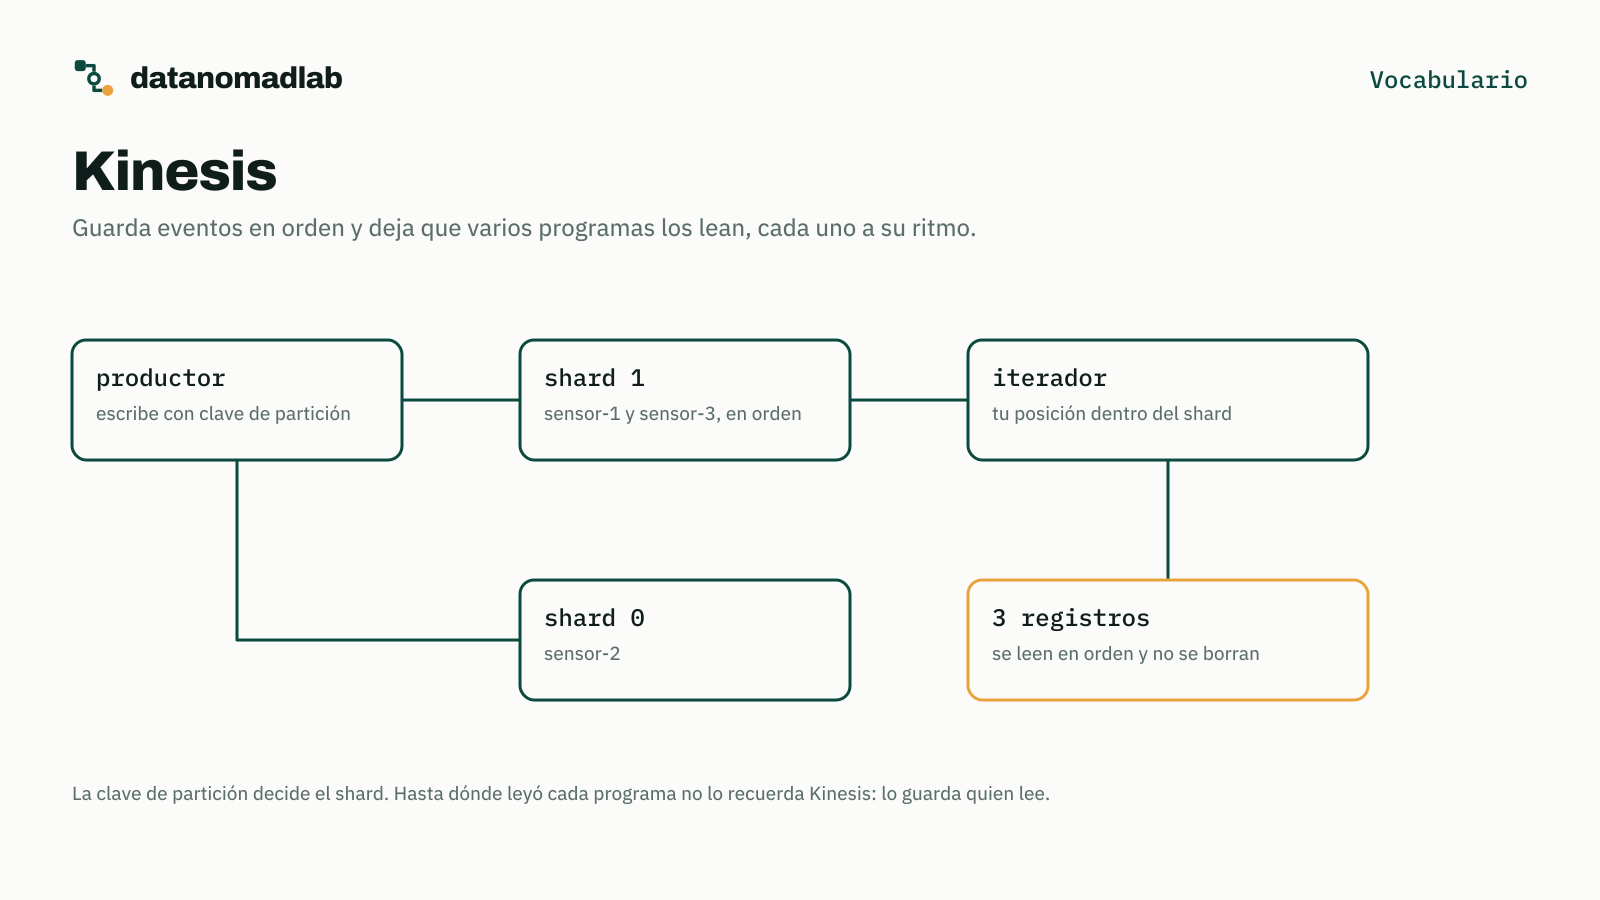 datanomadlab
Vocabulario
Kinesis
Guarda eventos en orden y deja que varios programas los lean, cada uno a su ritmo.
productor
escribe con clave de partición
shard 1
sensor-1 y sensor-3, en orden
iterador
tu posición dentro del shard
shard 0
sensor-2
3 registros
se leen en orden y no se borran
La clave de partición decide el shard. Hasta dónde leyó cada programa no lo recuerda Kinesis: lo guarda quien lee.